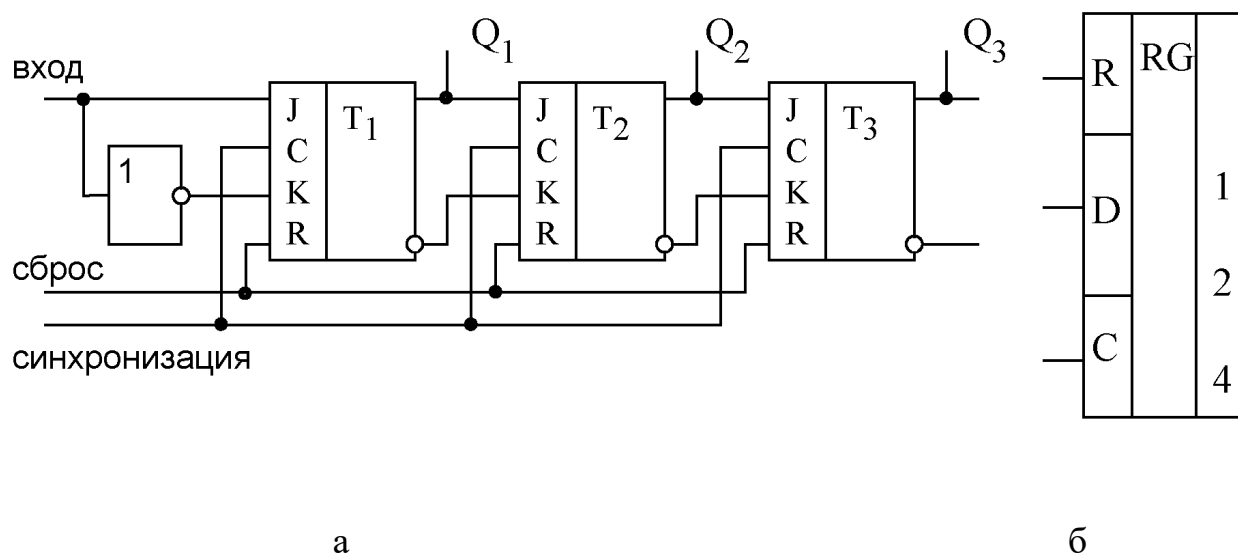 Q1 Q2 Q3
вход
J T1 J T2 J T3
C C C
1
K K K
R R R
сброс
синхронизация
R RG
D 1
2
C 4
а б